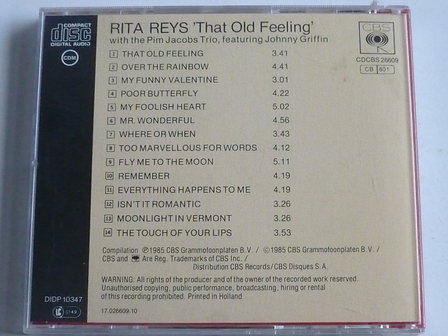 COMPACT
disc
DIGITAL AUDIO
CDM
RITA REYS 'That Old Feeling'
with the Pim Jacobs Trio, featuring Johnny Griffin
CBS
CDCBS 26609
CB 801
1 THAT OLD FEELING 3.41
2 OVER THE RAINBOW 4.41
3 MY FUNNY VALENTINE 3.01
4 POOR BUTTERFLY 4.22
5 MY FOOLISH HEART 5.02
6 MR. WONDERFUL 4.56
7 WHERE OR WHEN 3.43
8 TOO MARVELLOUS FOR WORDS 4.12
9 FLY ME TO THE MOON 5.11
10 REMEMBER 4.19
11 EVERYTHING HAPPENS TO ME 4.19
12 ISN'T IT ROMANTIC 3.26
13 MOONLIGHT IN VERMONT 3.26
14 THE TOUCH OF YOUR LIPS 3.53
Compilation ℗ 1985 CBS Grammofoonplaten B.V. / © 1985 CBS Grammofoonplaten B.V. /
CBS and Are Reg. Trademarks of CBS Inc. /
Distribution CBS Records/CBS Disques S.A.
WARNING: All rights of the producer and of the owner of the recorded work reserved.
Unauthorised copying, public performance, broadcasting, hiring or rental
of this recording prohibited. Printed in Holland
DIDP 10347
17.026609.10